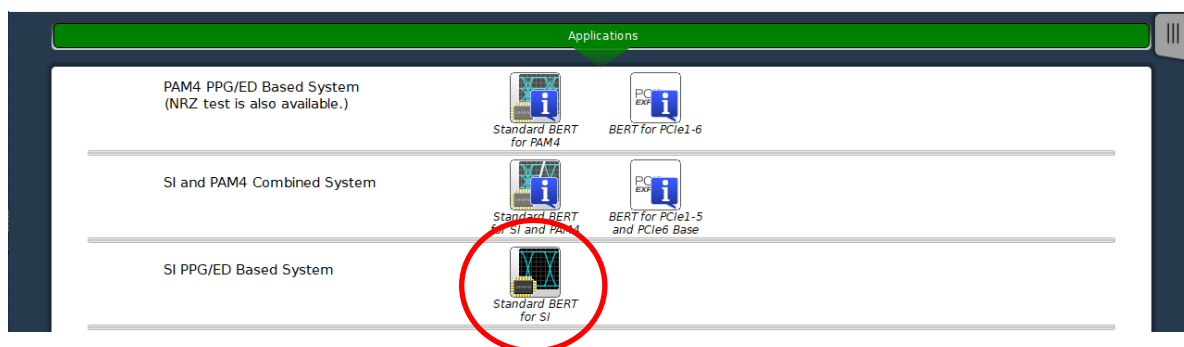 Applications
PAM4 PPG/ED Based System
(NRZ test is also available.)
Standard BERT
for PAM4
BERT for PCIe1-6
SI and PAM4 Combined System
Standard BERT
for SI and PAM4
BERT for PCIe1-5
and PCIe6 Base
SI PPG/ED Based System
Standard BERT
for SI